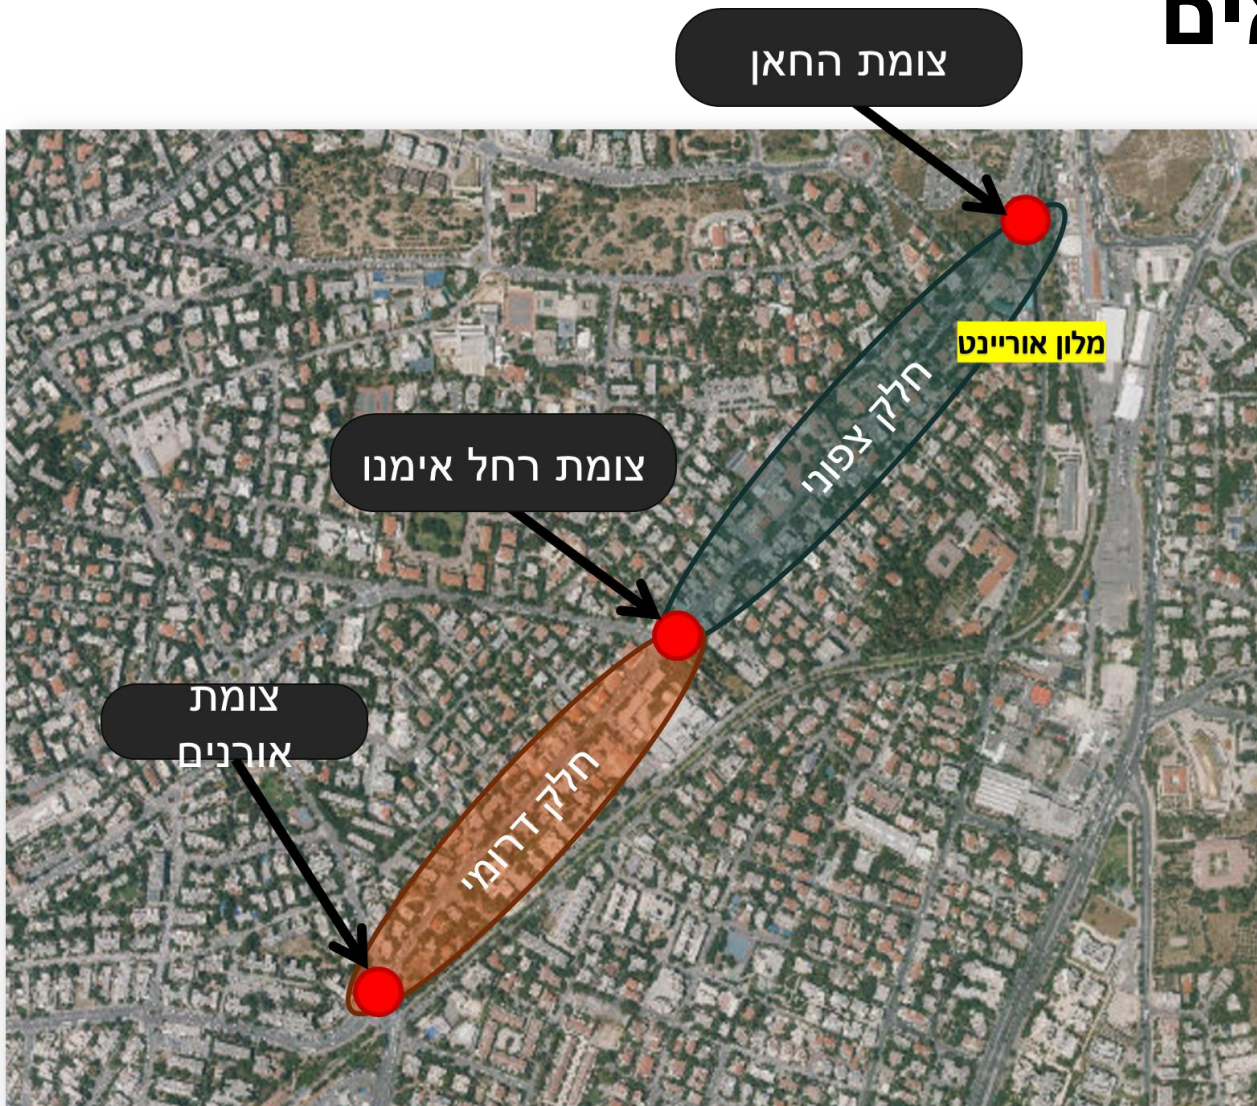 צומת החאן
מלון אוריינט
חלק צפוני
צומת רחל אימנו
צומת
אורנים
חלק דרומי